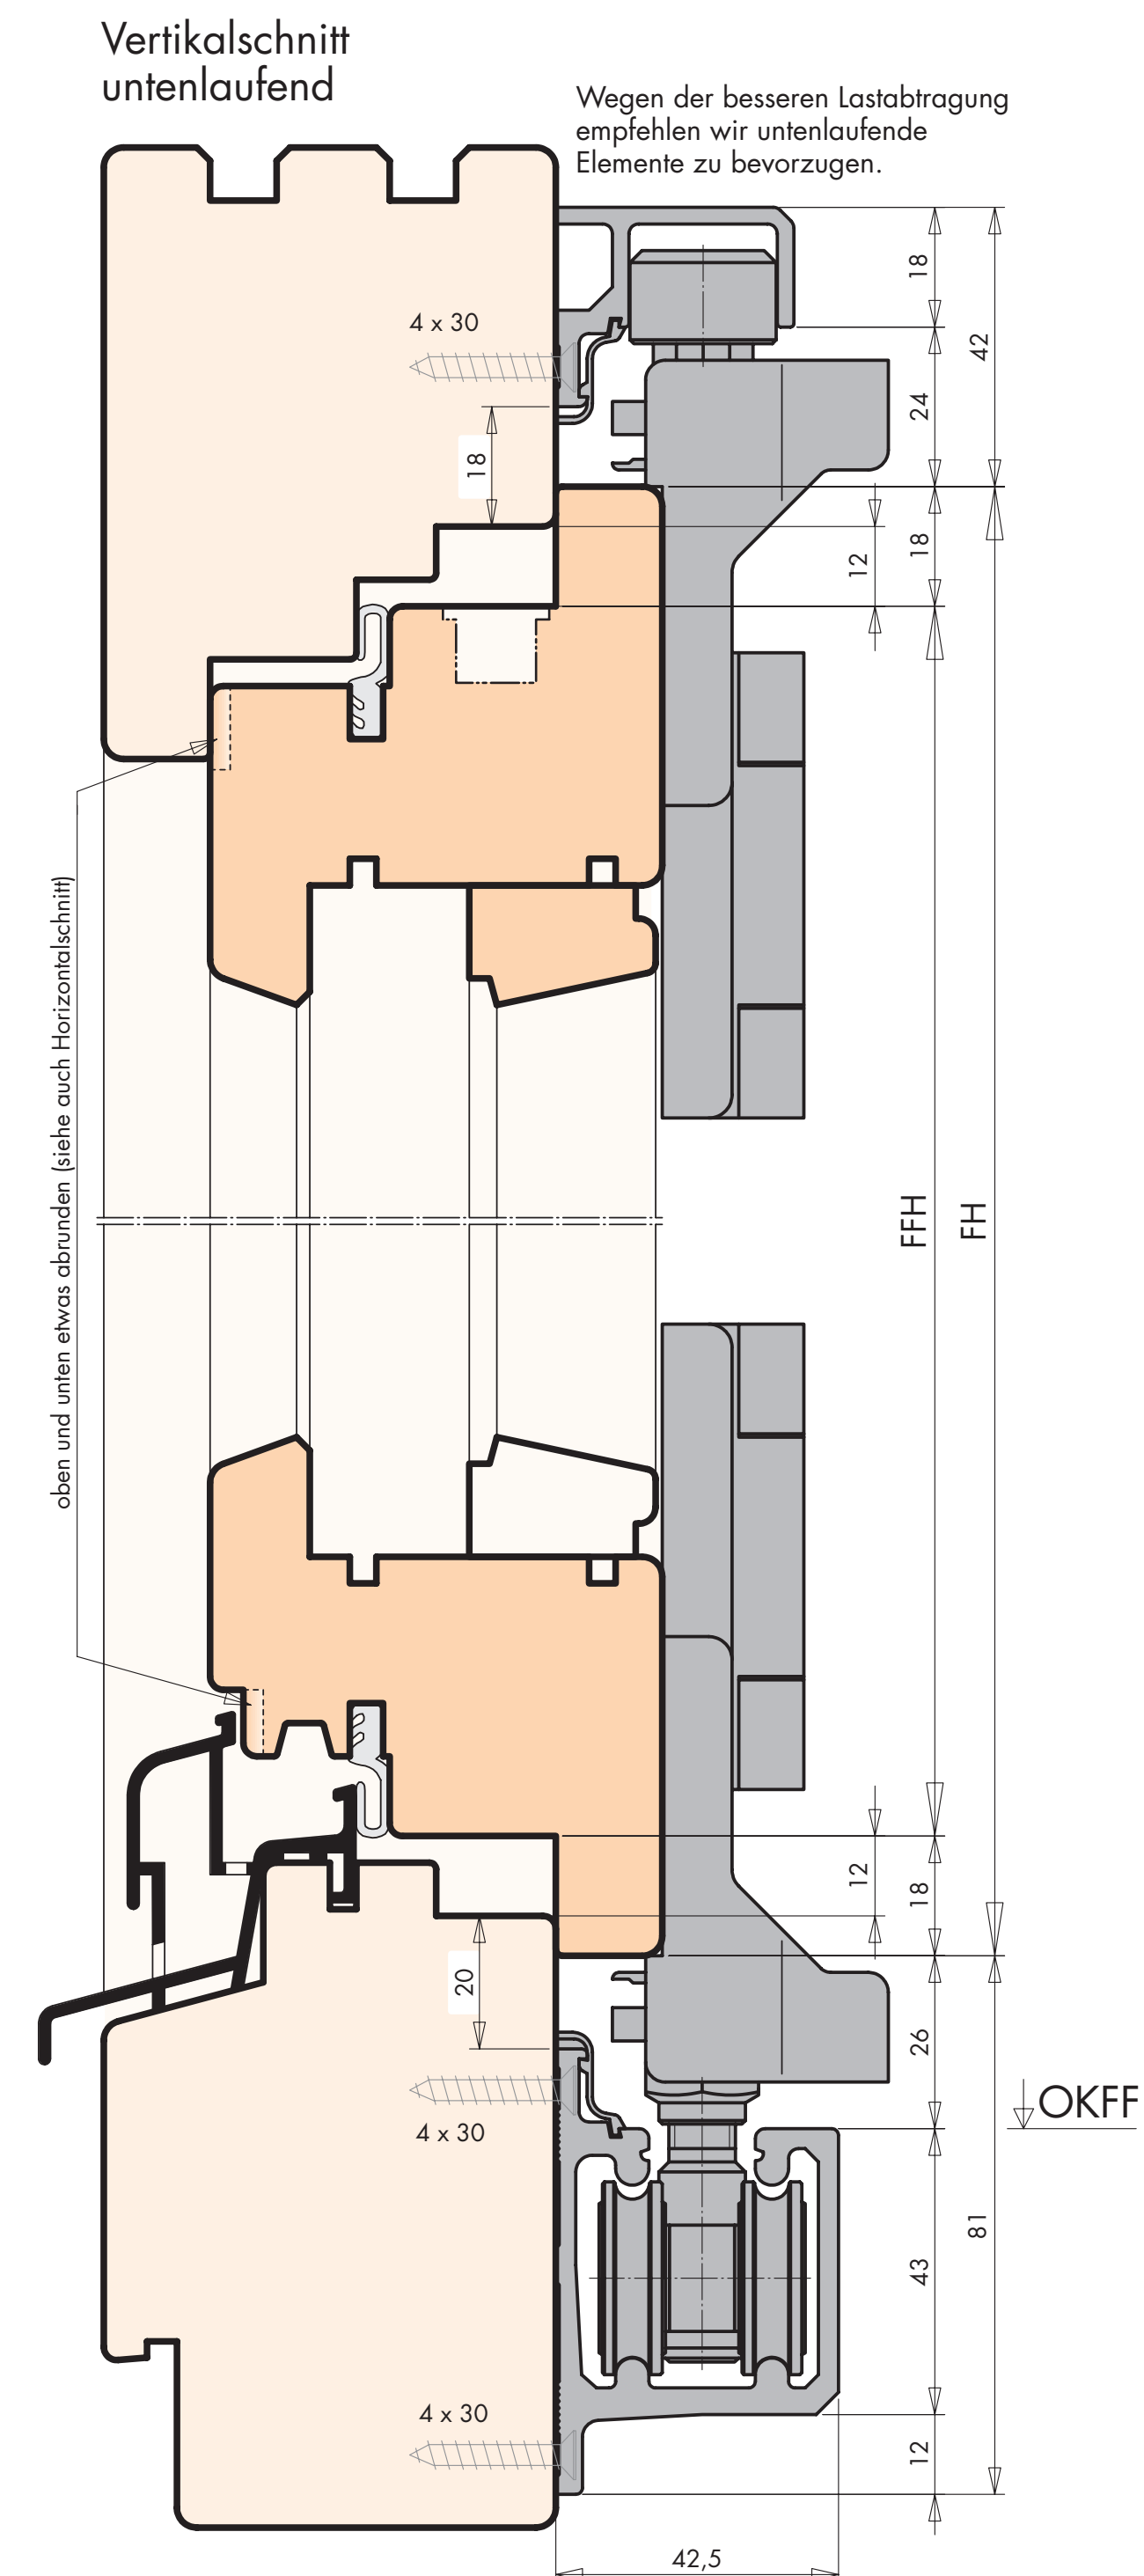 Vertikalschnitt
untenlaufend
Wegen der besseren Lastabtragung
empfehlen wir untenlaufende
Elemente zu bevorzugen.
18
42
4 x 30
24
18
18
12
oben und unten etwas abrunden (siehe auch Horizontalschnitt)
FFH
FH
12
18
20
26
OKFF
4 x 30
81
43
4 x 30
12
42,5